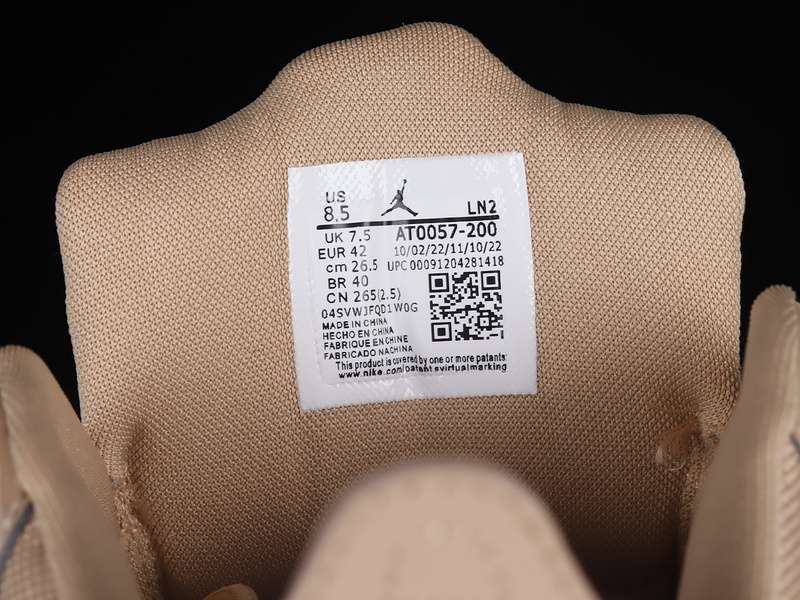 US
8.5 LN2
UK 7.5 AT0057-200
EUR 42 10/02/22/11/10/22
cm 26.5 UPC 00091204281418
BR 40
CN 265(2.5)
04SVWJFQD1W0G
MADE IN CHINA
HECHO EN CHINA
FABRIQUE EN CHINE
FABRICADO NACHINA
This product is covered by one or more patents:
www.nike.com/patent svirtualmarking